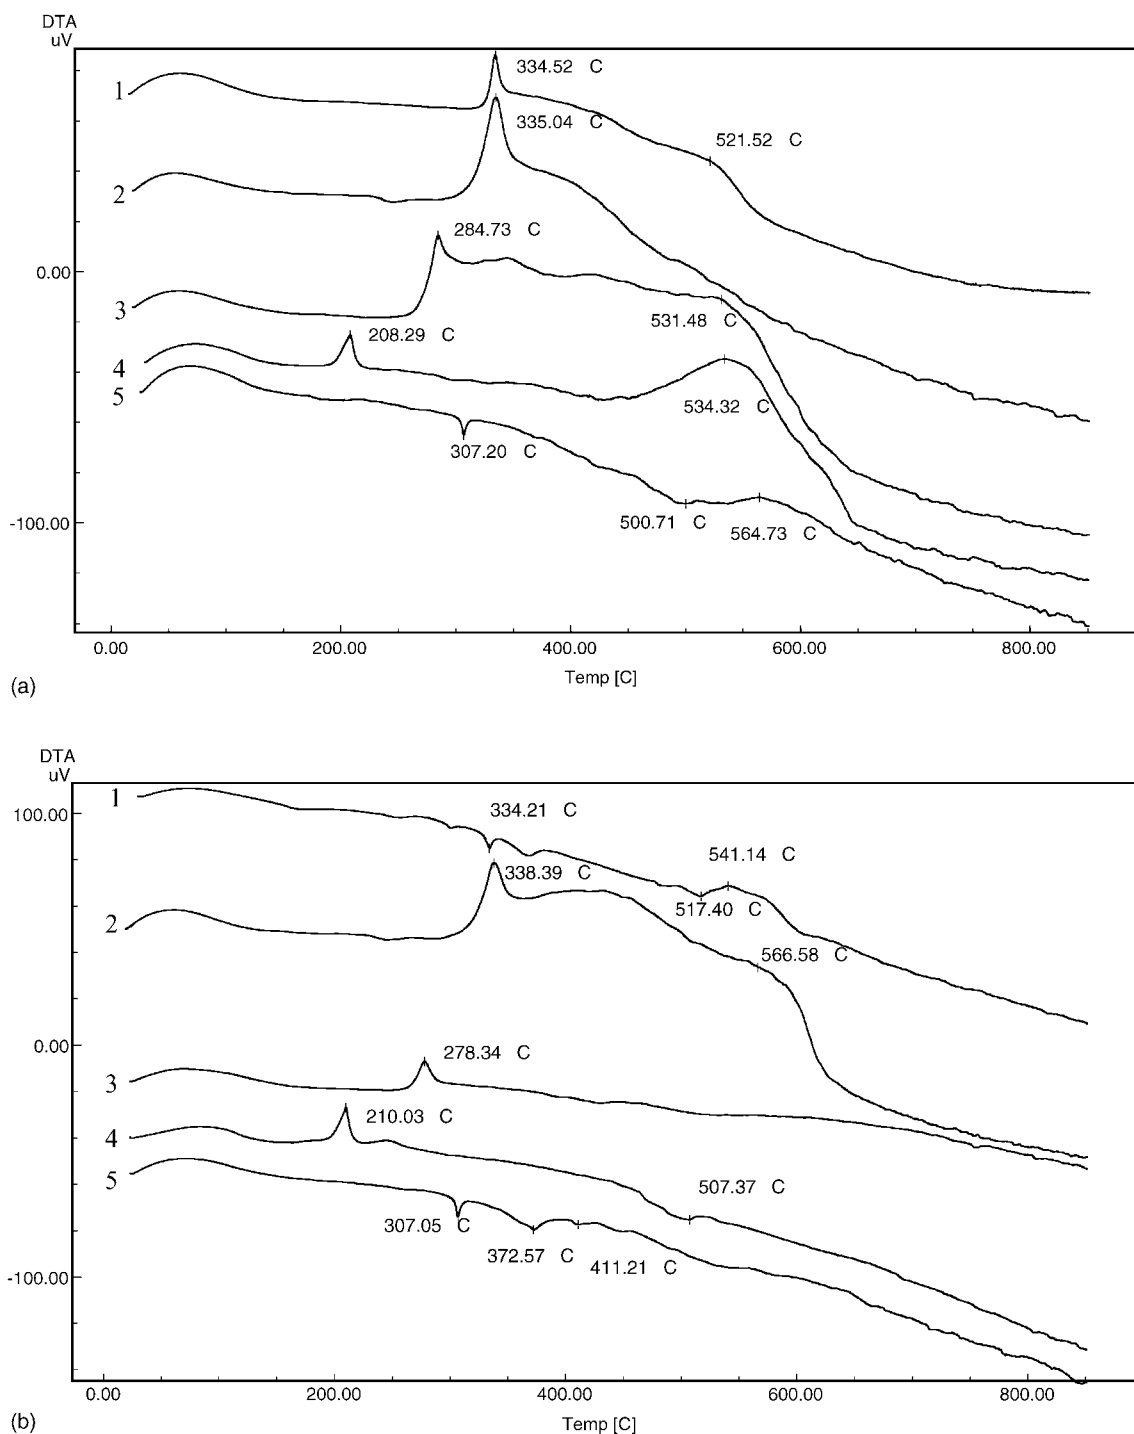 DTA
uV
334.52 C
1
335.04 C
521.52 C
2
284.73 C
0.00
3
531.48 C
208.29 C
4
5
534.32 C
307.20 C
-100.00
500.71 C
564.73 C
0.00 200.00 400.00 600.00 800.00
Temp [C]
(a)
DTA
uV
1
100.00
334.21 C
541.14 C
338.39 C
517.40 C
2
566.58 C
0.00
278.34 C
3
210.03 C
4
5
507.37 C
307.05 C
372.57 C
411.21 C
-100.00
0.00 200.00 400.00 600.00 800.00
Temp [C]
(b)